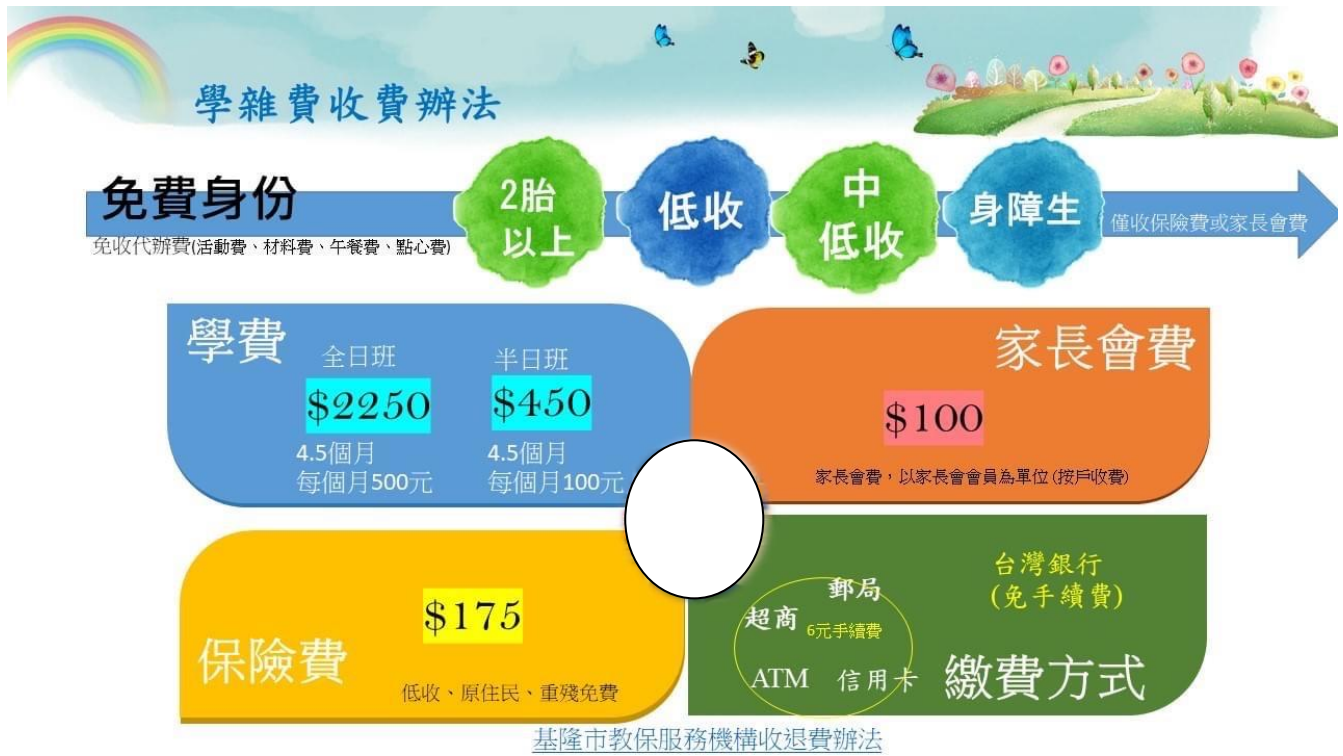 學雜費收費辦法
免費身份
免收代辦費(活動費、材料費、午餐費、點心費)
2胎
以上
低收
中
低收
身障生
僅收保險費或家長會費
學費
全日班
$2250
4.5個月
每個月500元
半日班
$450
4.5個月
每個月100元
家長會費
$100
家長會費，以家長會會員為單位(按戶收費)
保險費
$175
低收、原住民、重殘免費
台灣銀行
(免手續費)
郵局
超商
6元手續費
ATM 信用卡
繳費方式
基隆市教保服務機構收退費辦法